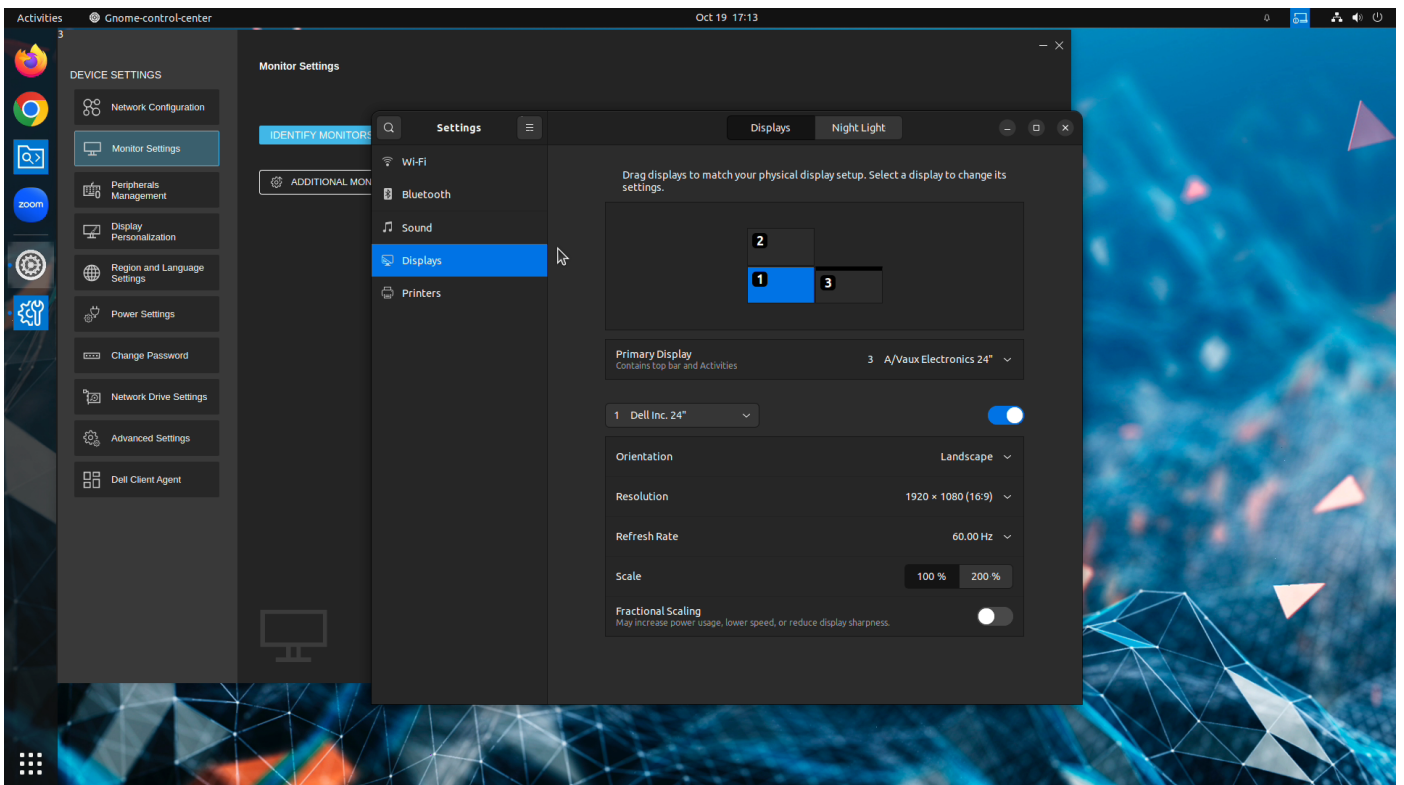 Activities
Gnome-control-center
Oct 19 17:13
3
zoom
DEVICE SETTINGS
Network Configuration
Monitor Settings
Peripherals
Management
Display
Personalization
Region and Language
Settings
Power Settings
Change Password
Network Drive Settings
Advanced Settings
Dell Client Agent
Monitor Settings
IDENTIFY MONITORS
ADDITIONAL MON
Settings
Wi-Fi
Bluetooth
Sound
Displays
Printers
Displays
Night Light
Drag displays to match your physical display setup. Select a display to change its
settings.
2
1
3
Primary Display
Contains top bar and Activities
3 A/Vaux Electronics 24"
1 Dell Inc. 24"
Orientation
Landscape
Resolution
1920 × 1080 (16:9)
Refresh Rate
60.00 Hz
Scale
100 %
200 %
Fractional Scaling
May increase power usage, lower speed, or reduce display sharpness.